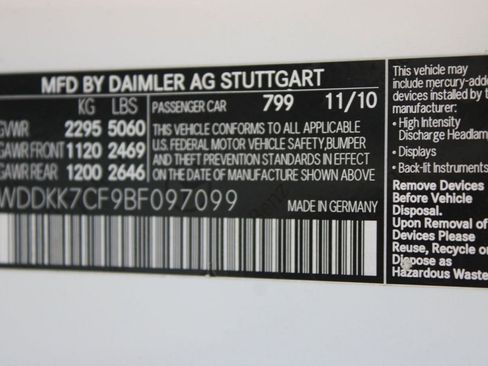 MFD BY DAIMLER AG STUTTGART
KG LBS
GVWR 2295 5060
GAWR FRONT 1120 2469
GAWR REAR 1200 2646
PASSENGER CAR 799 11/10
THIS VEHICLE CONFORMS TO ALL APPLICABLE
U.S. FEDERAL MOTOR VEHICLE SAFETY, BUMPER
AND THEFT PREVENTION STANDARDS IN EFFECT
ON THE DATE OF MANUFACTURE SHOWN ABOVE
WDDKK7CF9BF097099
MADE IN GERMANY
This vehicle may
include mercury-added
devices installed by t
manufacturer:
• High Intensity
Discharge Headlam
• Displays
• Back-lit Instruments
Remove Devices
Before Vehicle
Disposal.
Upon Removal of
Devices Please
Reuse, Recycle o
Dispose as
Hazardous Waste